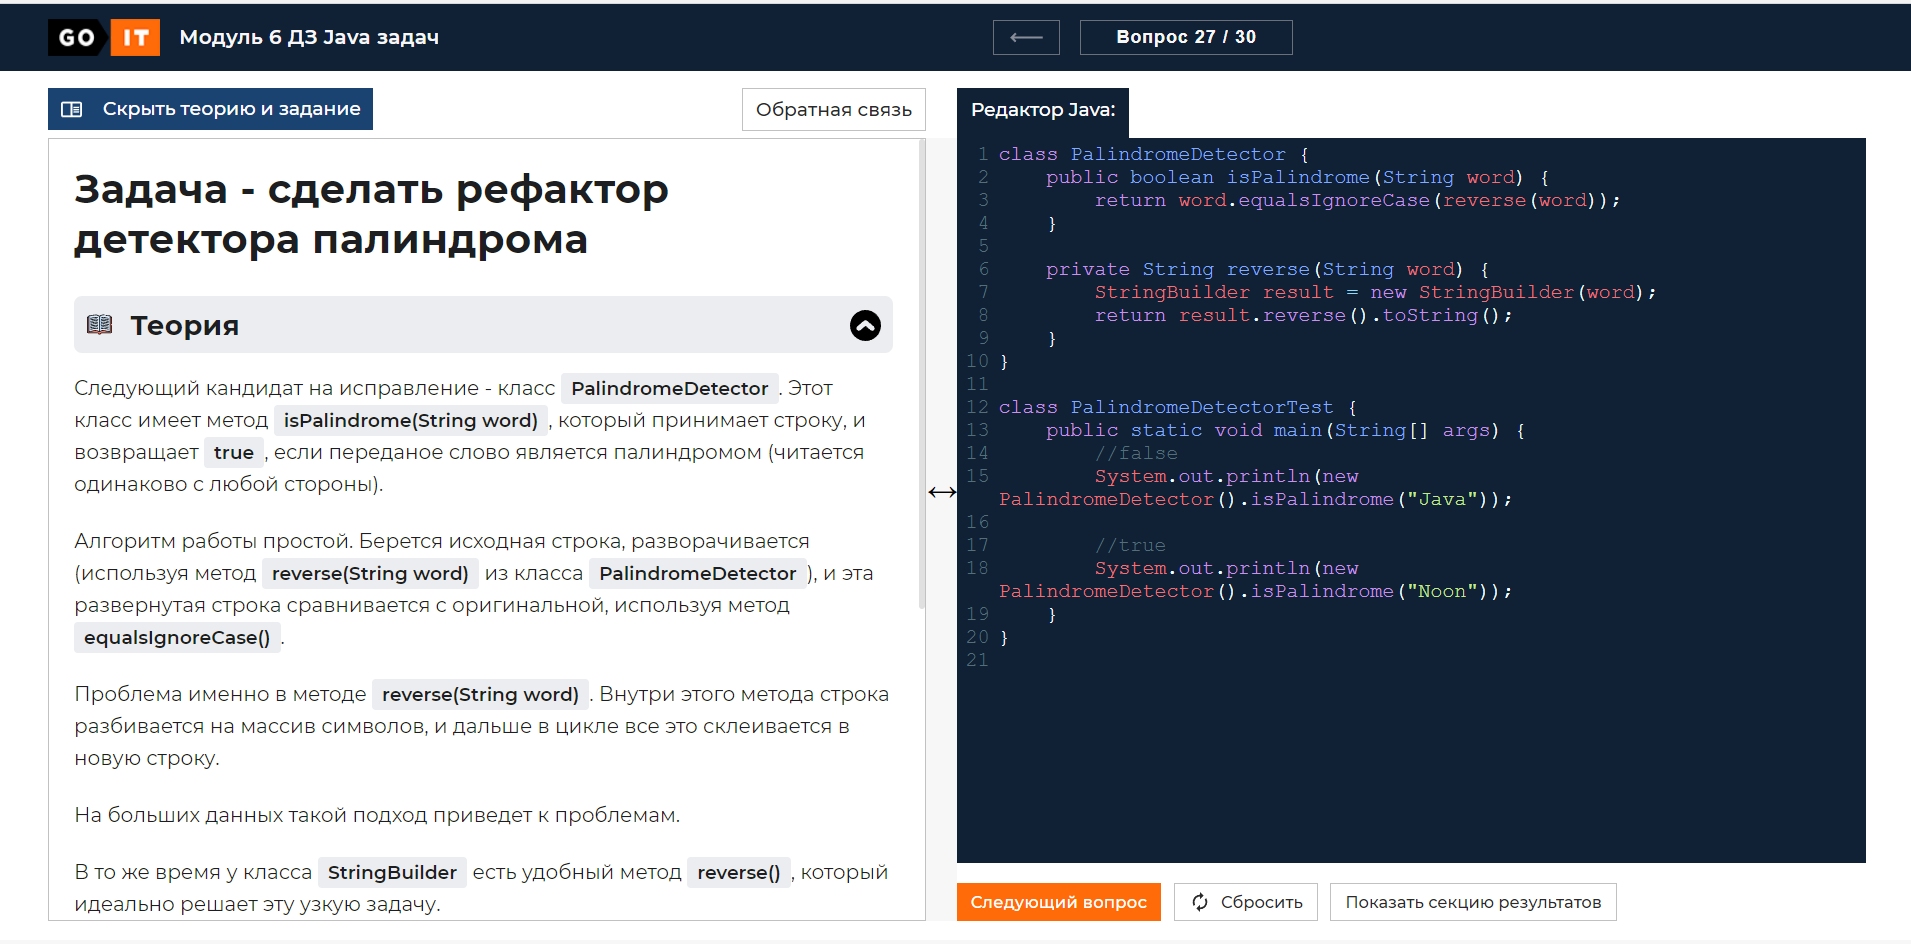 GO IT Модуль 6 ДЗ Java задач
Вопрос 27 / 30
Скрыть теорию и задание
Обратная связь
Задача - сделать рефактор
детектора палиндрома
Теория
Следующий кандидат на исправление - класс PalindromeDetector . Этот
класс имеет метод isPalindrome(String word) , который принимает строку, и
возвращает true , если переданое слово является палиндромом (читается
одинаково с любой стороны).
Алгоритм работы простой. Берется исходная строка, разворачивается
(используя метод reverse(String word) из класса PalindromeDetector ), и эта
развернутая строка сравнивается с оригинальной, используя метод
equalsIgnoreCase() .
Проблема именно в методе reverse(String word) . Внутри этого метода строка
разбивается на массив символов, и дальше в цикле все это склеивается в
новую строку.
На больших данных такой подход приведет к проблемам.
В то же время у класса StringBuilder есть удобный метод reverse() , который
идеально решает эту узкую задачу.
Редактор Java:
1 class PalindromeDetector {
2     public boolean isPalindrome(String word) {
3         return word.equalsIgnoreCase(reverse(word));
4     }
5
6     private String reverse(String word) {
7         StringBuilder result = new StringBuilder(word);
8         return result.reverse().toString();
9     }
10 }
11
12 class PalindromeDetectorTest {
13     public static void main(String[] args) {
14         //false
15         System.out.println(new
PalindromeDetector().isPalindrome("Java"));
16
17         //true
18         System.out.println(new
PalindromeDetector().isPalindrome("Noon"));
19     }
20 }
21
Следующий вопрос
Сбросить
Показать секцию результатов